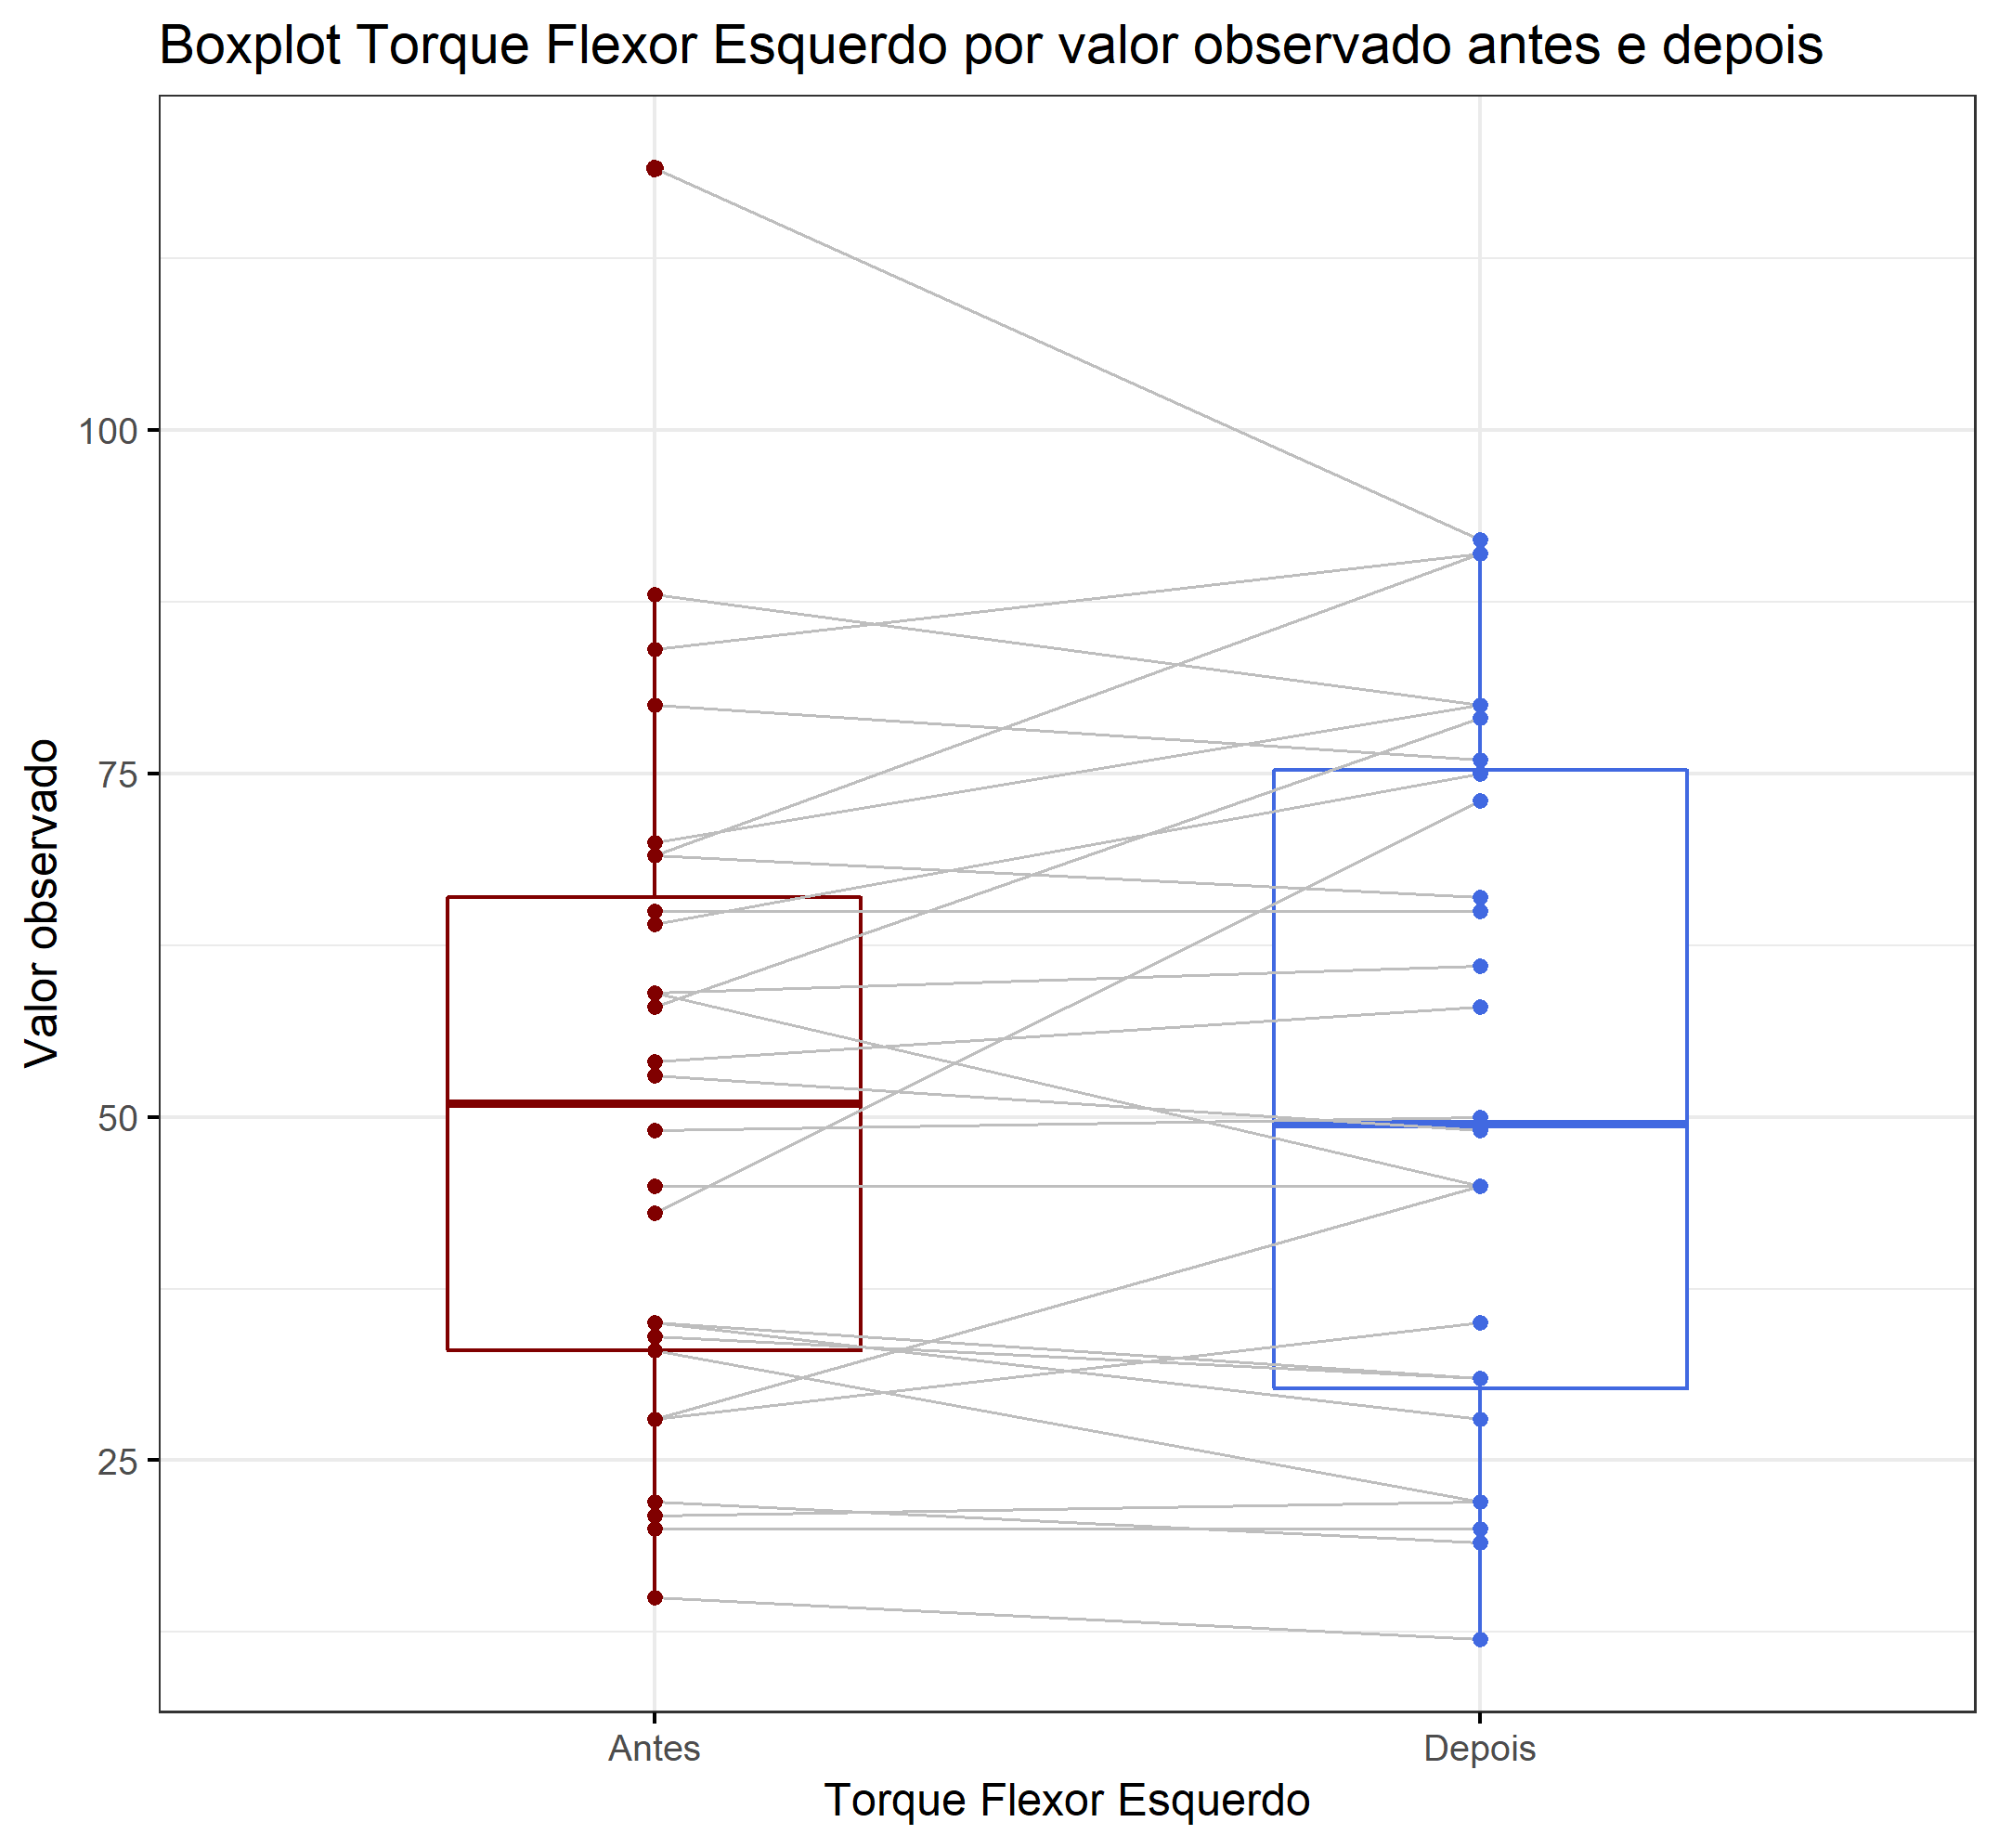 Boxplot Torque Flexor Esquerdo por valor observado antes e depois
Valor observado
100
75
50
25
Antes Depois
Torque Flexor Esquerdo